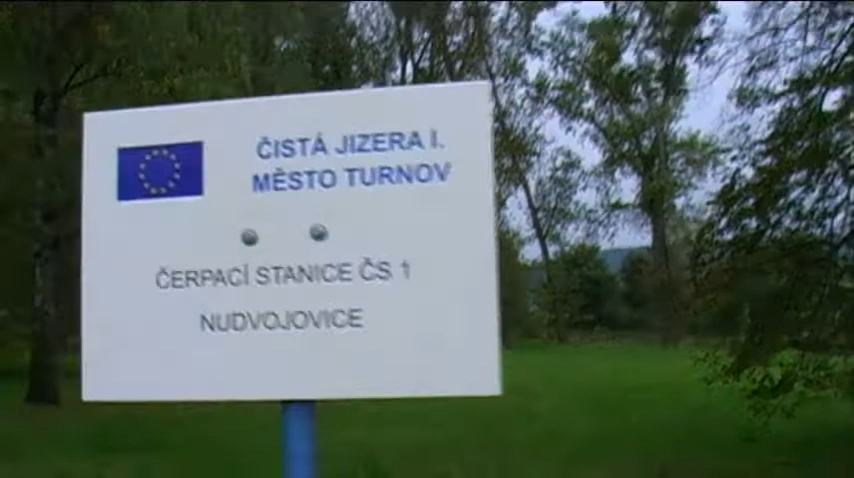 ČISTÁ JIZERA I.
MĚSTO TURNOV
ČERPACÍ STANICE ČS 1
NUDVOJOVICE